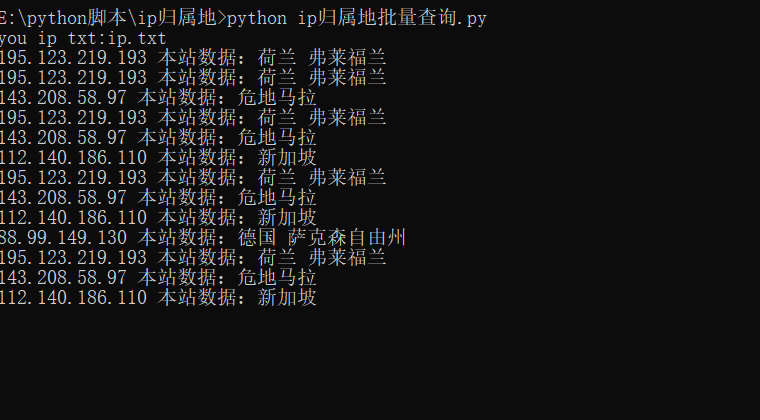 E:\python脚本\ip归属地>python ip归属地批量查询.py
you ip txt:ip.txt
195.123.219.193 本站数据：荷兰 弗莱福兰
195.123.219.193 本站数据：荷兰 弗莱福兰
143.208.58.97 本站数据：危地马拉
195.123.219.193 本站数据：荷兰 弗莱福兰
143.208.58.97 本站数据：危地马拉
112.140.186.110 本站数据：新加坡
195.123.219.193 本站数据：荷兰 弗莱福兰
143.208.58.97 本站数据：危地马拉
112.140.186.110 本站数据：新加坡
88.99.149.130 本站数据：德国 萨克森自由州
195.123.219.193 本站数据：荷兰 弗莱福兰
143.208.58.97 本站数据：危地马拉
112.140.186.110 本站数据：新加坡